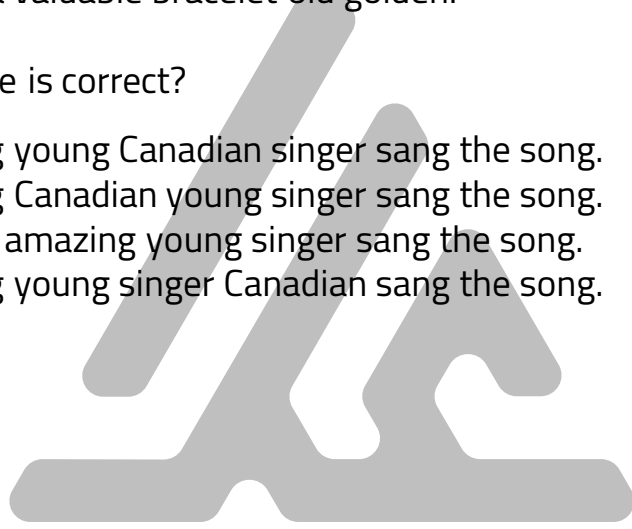 valuable bracelet old golden.
is correct?
young Canadian singer sang the song.
Canadian young singer sang the song.
amazing young singer sang the song.
young singer Canadian sang the song.